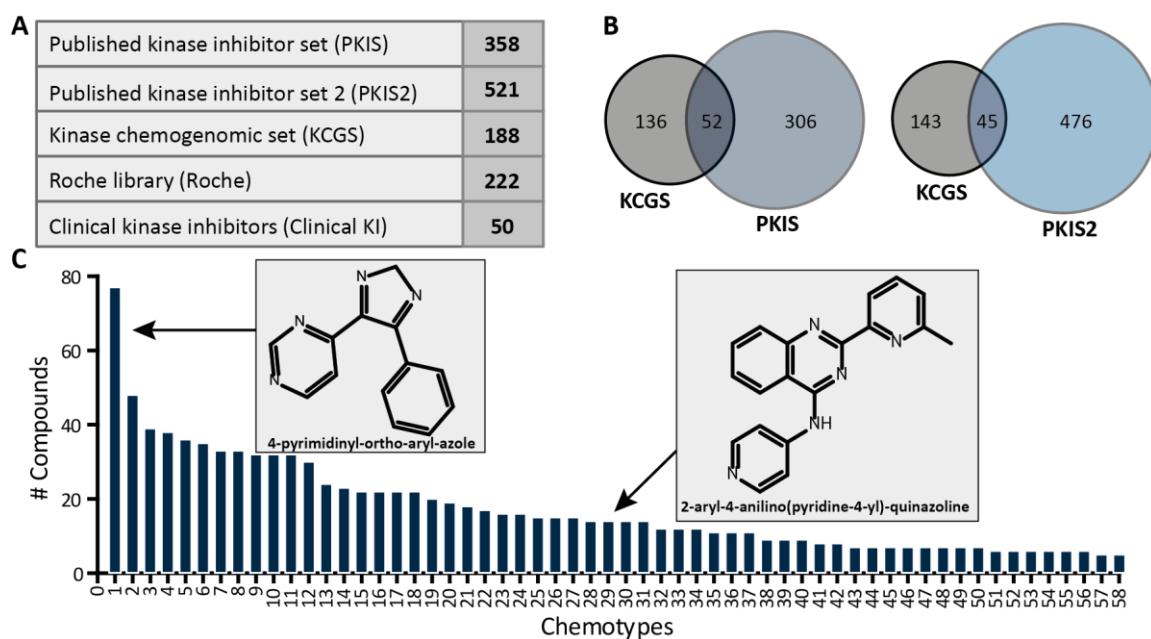 A
Published kinase inhibitor set (PKIS) 358
Published kinase inhibitor set 2 (PKIS2) 521
Kinase chemogenomic set (KCGS) 188
Roche library (Roche) 222
Clinical kinase inhibitors (Clinical KI) 50
B
136 52 306
KCGS
PKIS
143 45 476
KCGS
PKIS2
C
# Compounds
80
60
40
20
0
N
N
N
N
4-pyrimidinyl-ortho-aryl-azole
N
N
N
NH
N
2-aryl-4-anilino(pyridine-4-yl)-quinazoline
0 1 2 3 4 5 6 7 8 9 10 11 12 13 14 15 16 17 18 19 20 21 22 23 24 25 26 27 28 29 30 31 32 33 34 35 36 37 38 39 40 41 42 43 44 45 46 47 48 49 50 51 52 53 54 55 56 57 58
Chemotypes